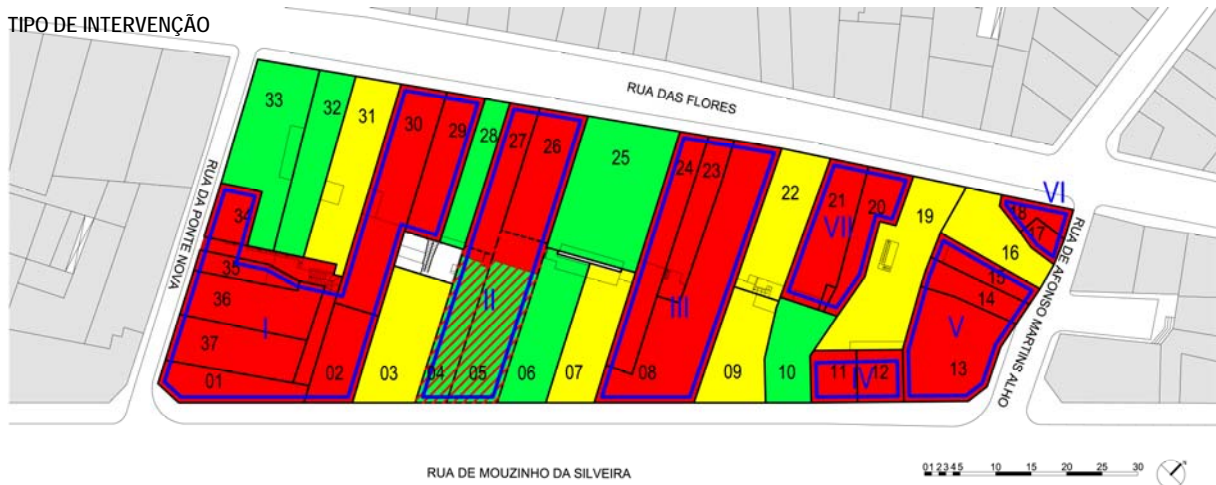 TIPO DE INTERVENÇÃO
RUA DAS FLORES
RUA DA PONTE NOVA
RUA DE AFONSO MARTINS ALHO
33
32
31
30
29
28
27
26
25
24
23
22
21
20
19
18
17
16
15
14
13
34
35
36
37
01
02
03
04
05
06
07
08
09
10
11
12
I
II
III
IV
V
VI
VII
RUA DE MOUZINHO DA SILVEIRA
0 1 2 3 4 5 10 15 20 25 30
N